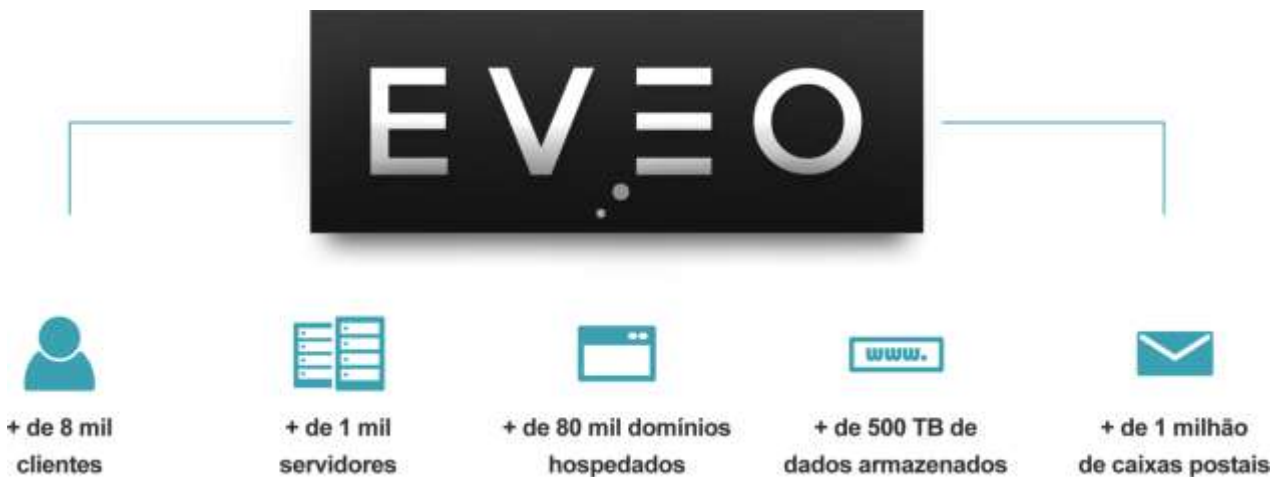 EVEO
www.
+ de 8 mil
clientes
+ de 1 mil
servidores
+ de 80 mil domínios
hospedados
+ de 500 TB de
dados armazenados
+ de 1 milhão
de caixas postais